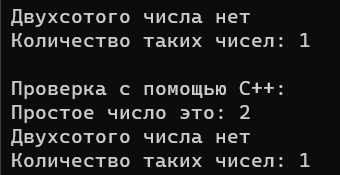 Двухсотого числа нет
Количество таких чисел: 1
Проверка с помощью C++:
Простое число это: 2
Двухсотого числа нет
Количество таких чисел: 1